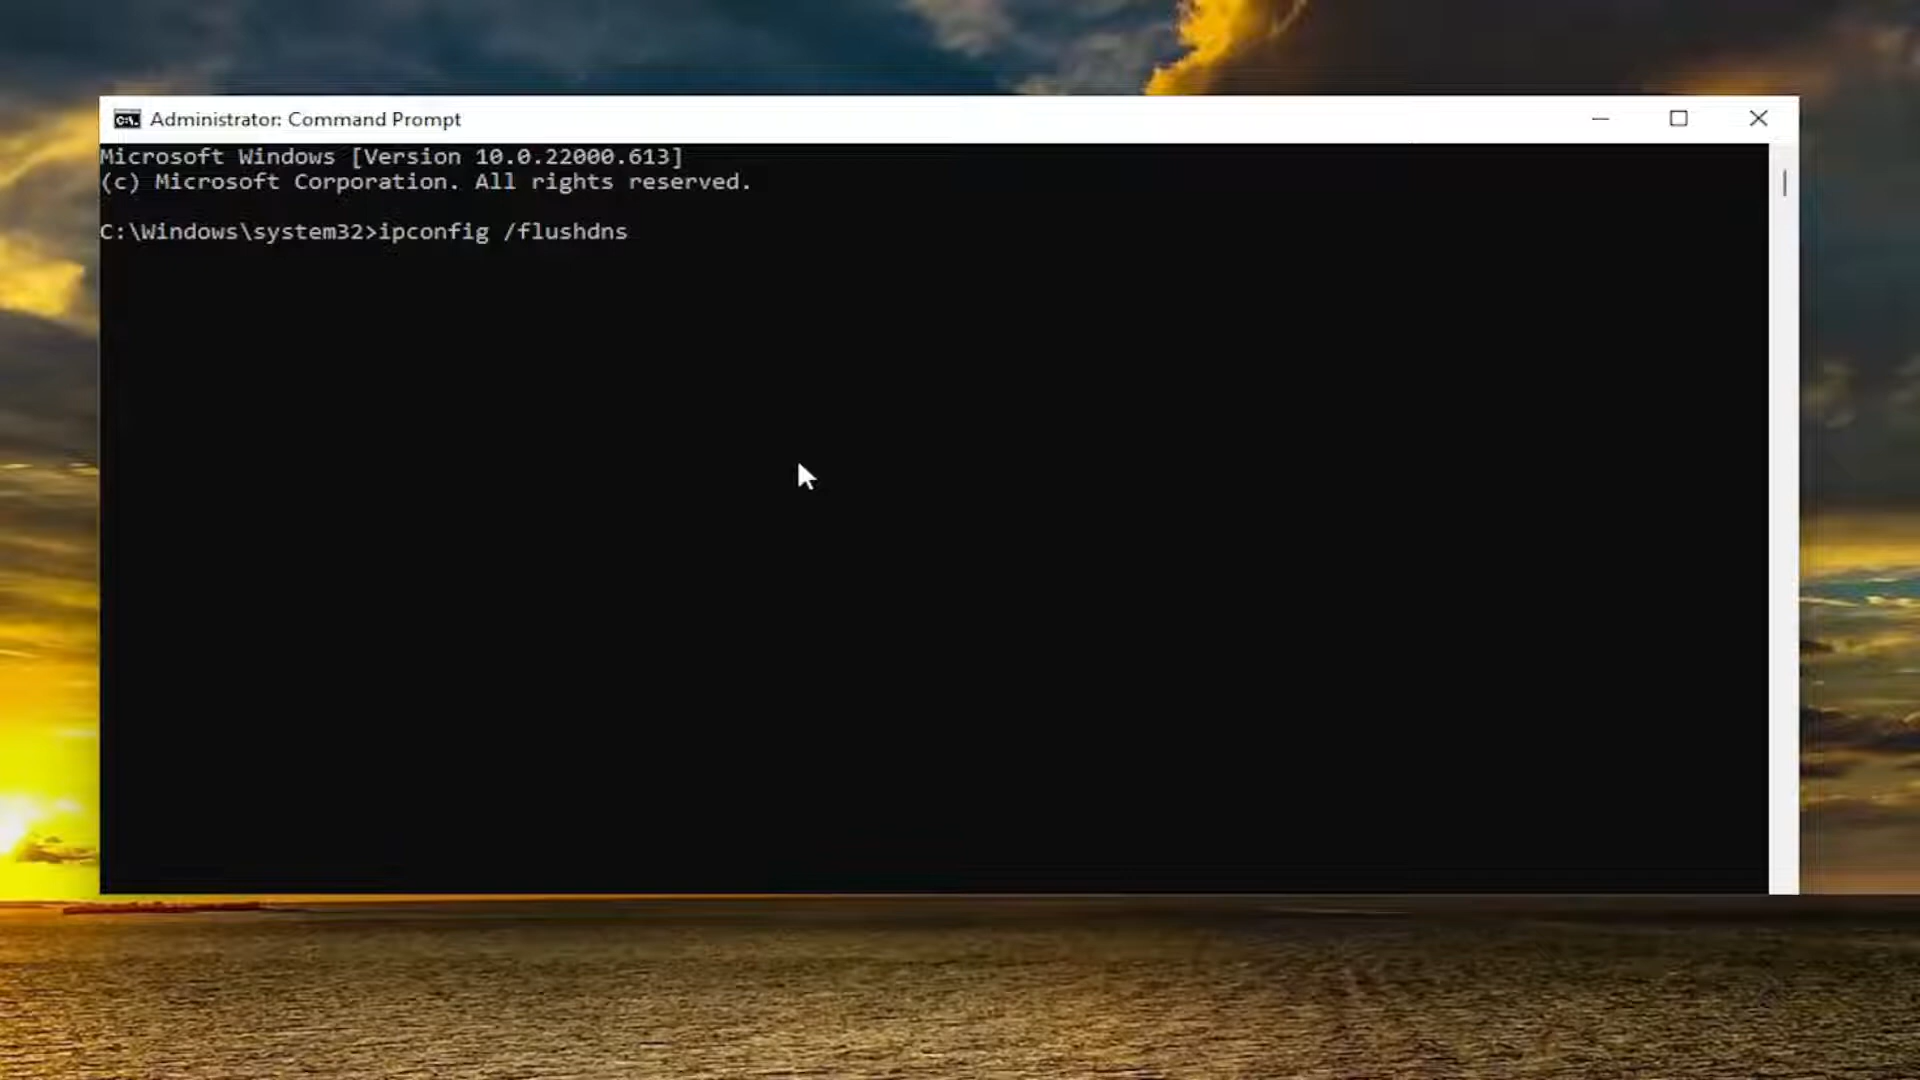 Administrator: Command Prompt
Microsoft Windows [Version 10.0.22000.613]
(c) Microsoft Corporation. All rights reserved.
C:\Windows\system32>ipconfig /flushdns